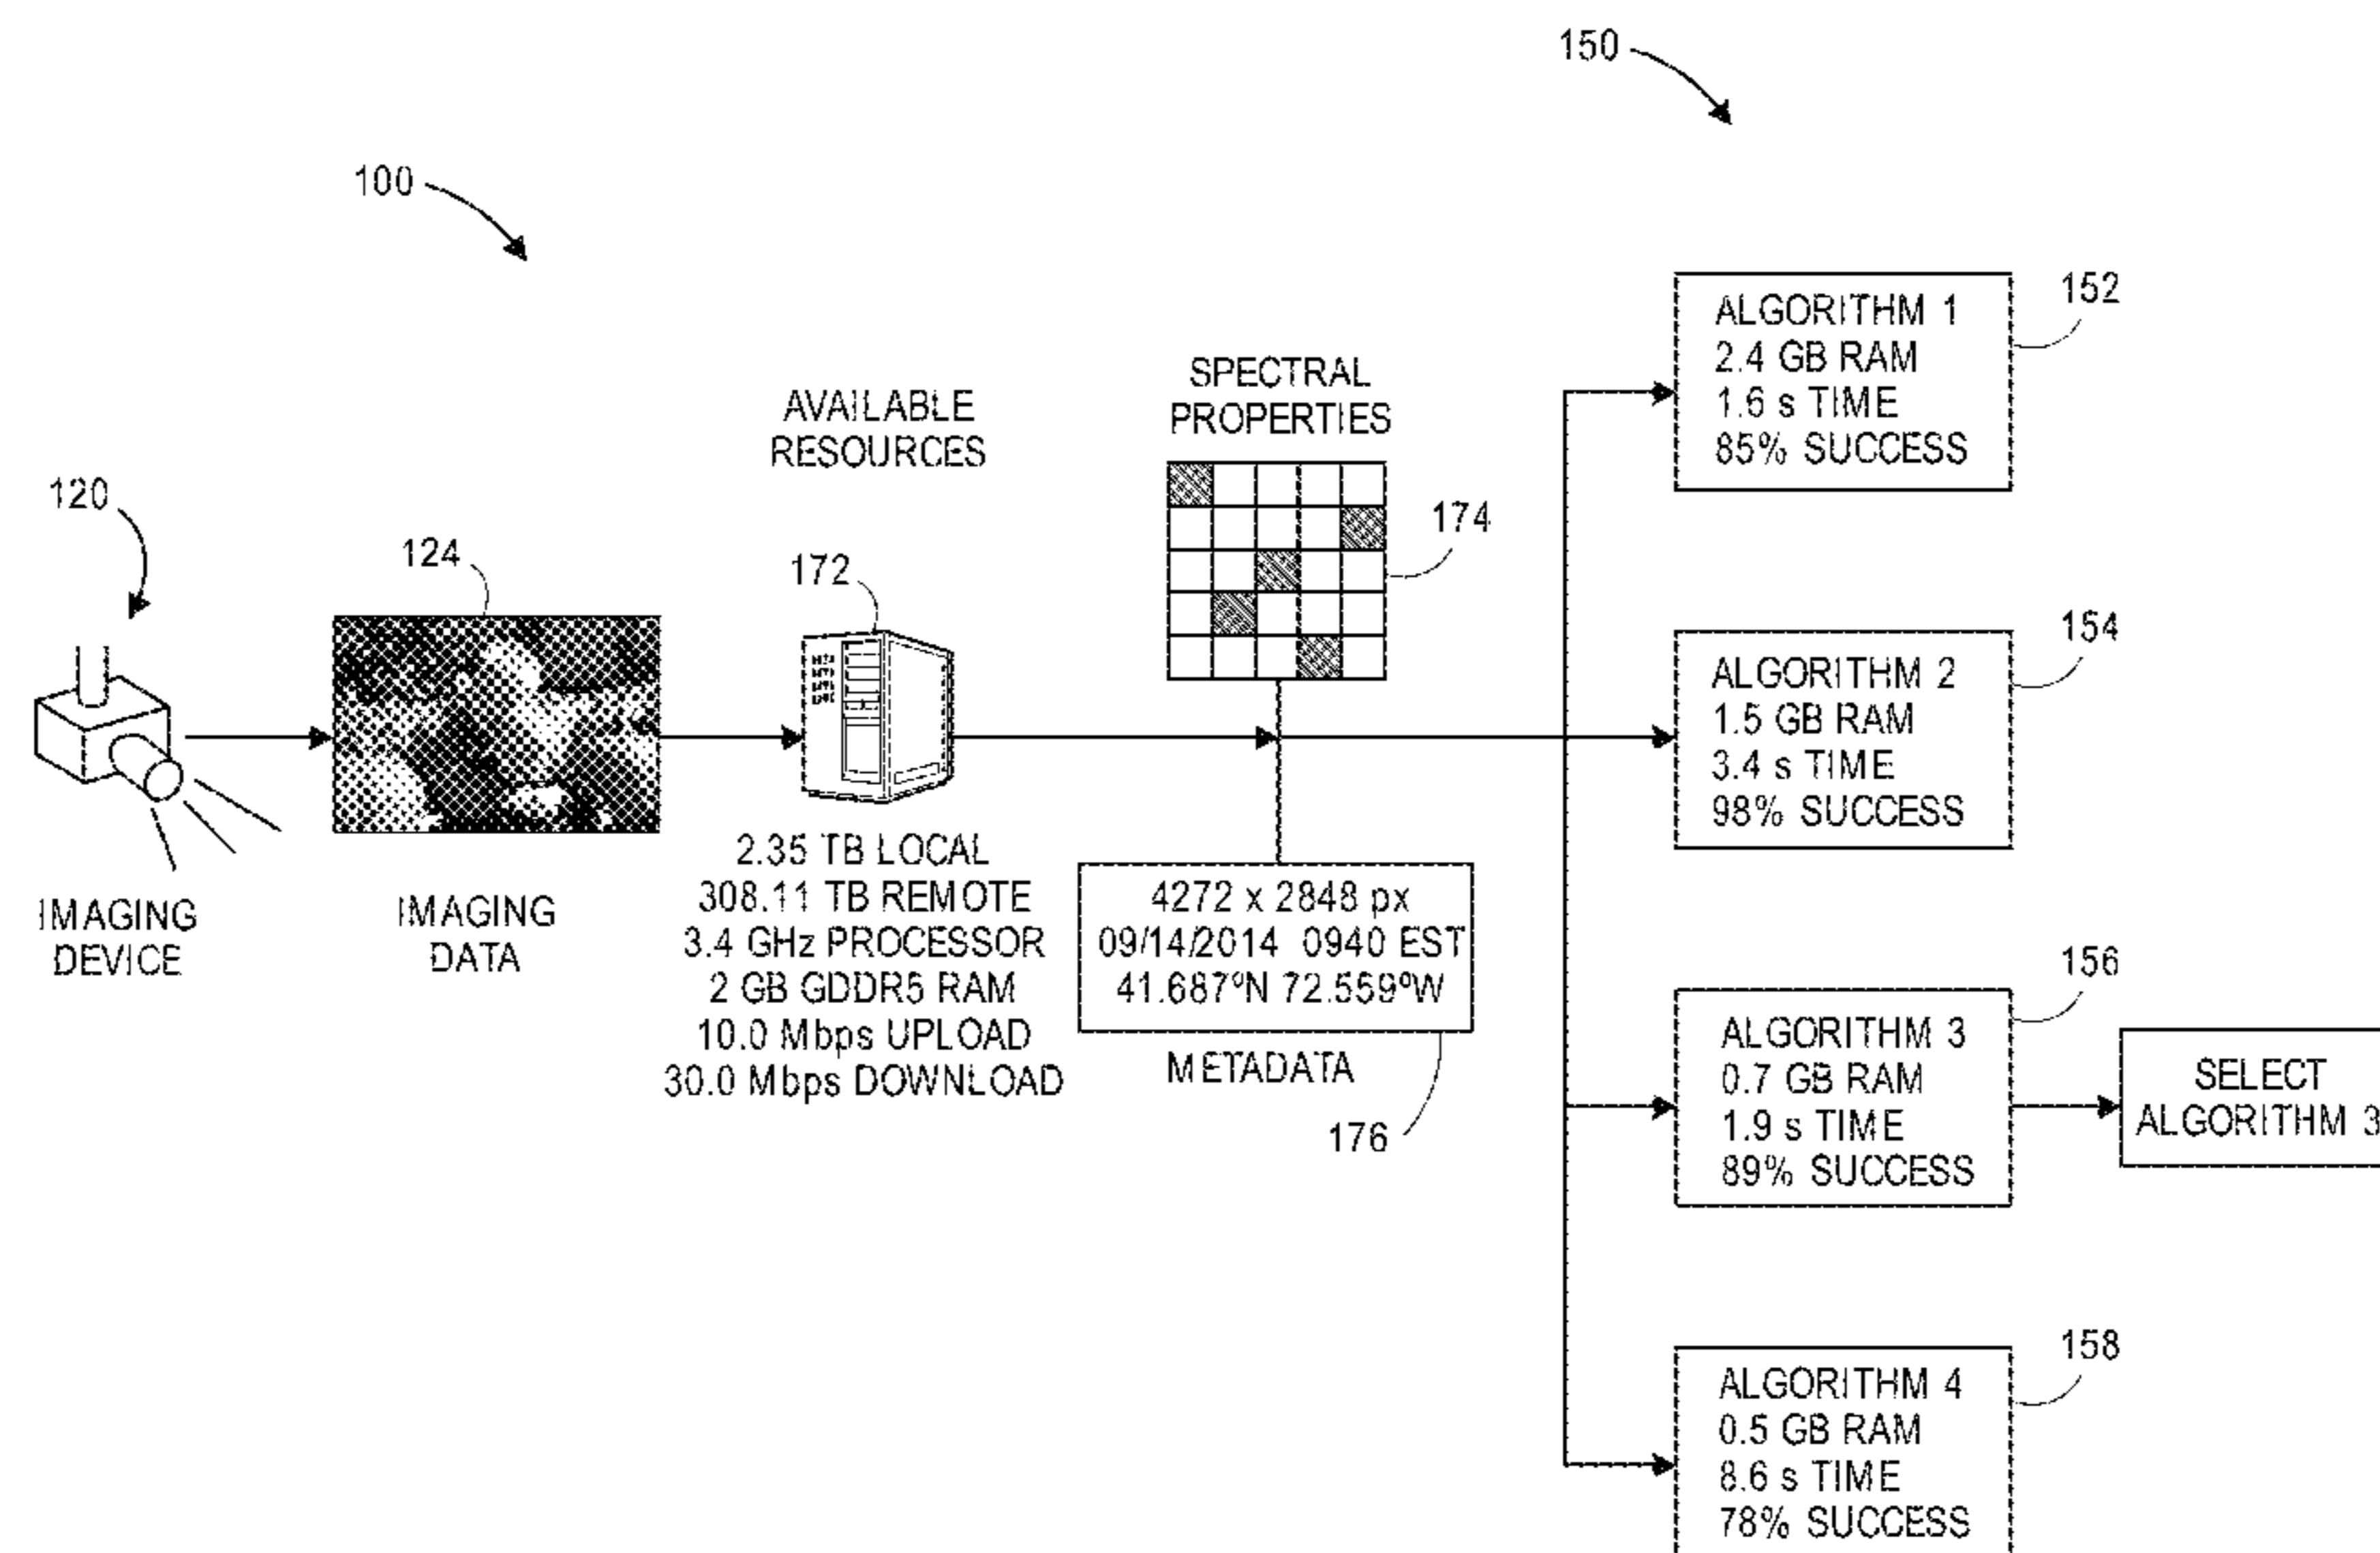 150
100
152
ALGORITHM 1
2.4 GB RAM
1.6 s TIME
85% SUCCESS
SPECTRAL
PROPERTIES
AVAILABLE
RESOURCES
120
124
172
174
154
ALGORITHM 2
1.5 GB RAM
3.4 s TIME
98% SUCCESS
IMAGING
DEVICE
IMAGING
DATA
2.35 TB LOCAL
308.11 TB REMOTE
3.4 GHz PROCESSOR
2 GB GDDR5 RAM
10.0 Mbps UPLOAD
30.0 Mbps DOWNLOAD
4272 x 2848 px
09/14/2014 0940 EST
41.687ºN 72.559ºW
METADATA
176
156
ALGORITHM 3
0.7 GB RAM
1.9 s TIME
89% SUCCESS
SELECT
ALGORITHM 3
158
ALGORITHM 4
0.5 GB RAM
8.6 s TIME
78% SUCCESS